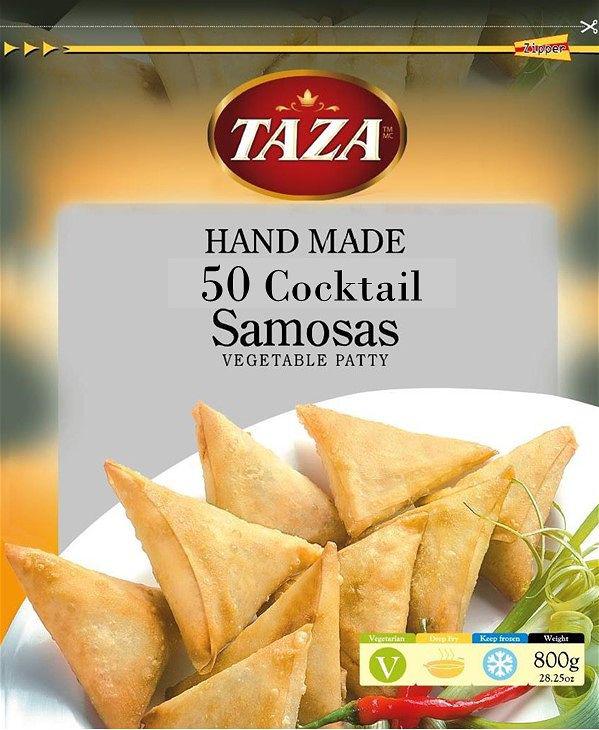 Zipper
TAZA TM MC
HAND MADE
50 Cocktail
Samosas
VEGETABLE PATTY
Vegetarian Deep Fry Keep frozen Weight
V 800g
28.25oz